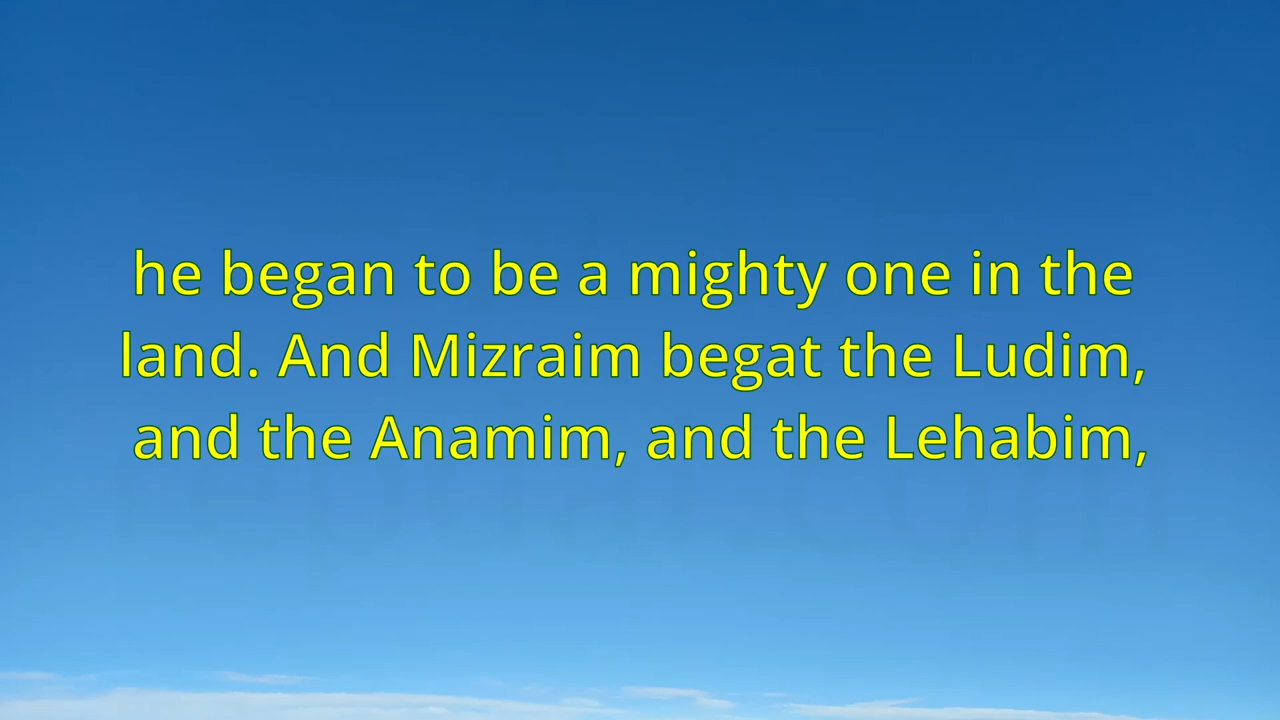 he began to be a mighty one in the
land. And Mizraim begat the Ludim,
and the Anamim, and the Lehabim,